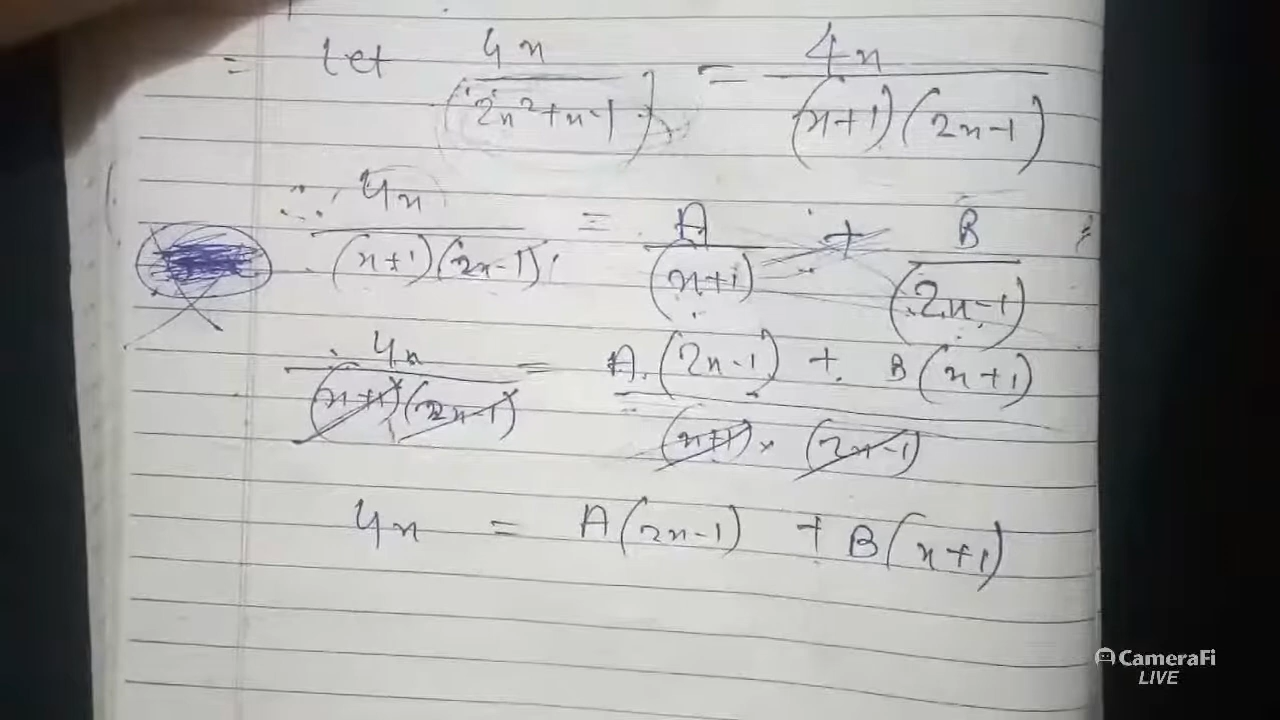 = Let 4x/(2x²+x-1) = 4x/(x+1)(2x-1)
∴ 4x/(x+1)(2x-1) = A/(x+1) + B/(2x-1)
4x/(x+1)(2x-1) = A.(2x-1) + B(x+1)/(x+1)×(2x-1)
4x = A(2x-1) + B(x+1)
CameraFi
LIVE